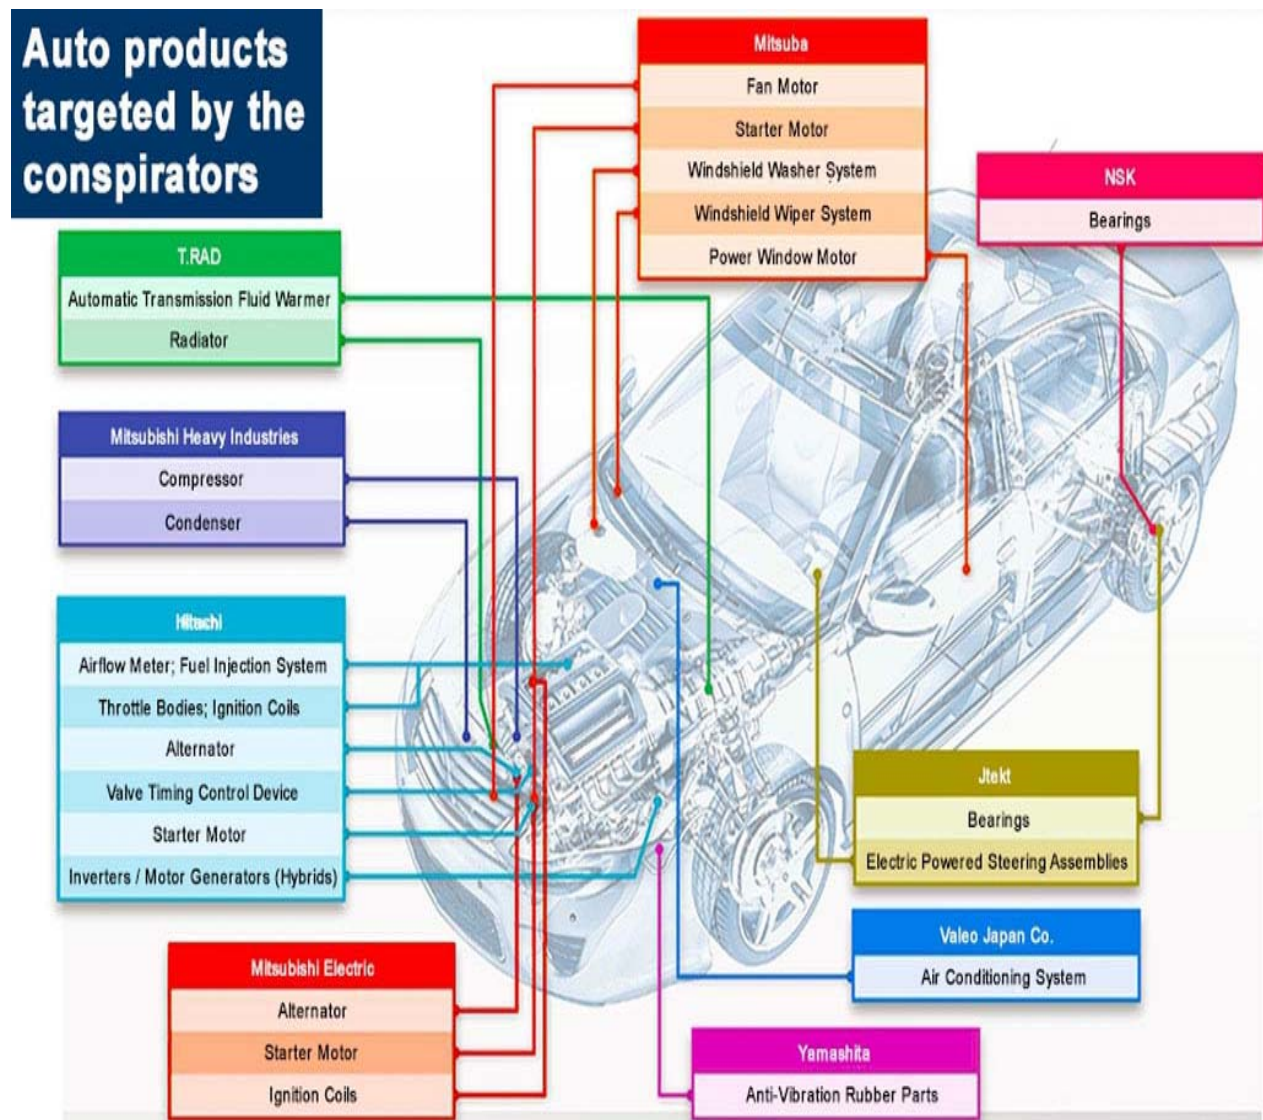 Auto products
targeted by the
conspirators
Mitsuba
Fan Motor
Starter Motor
Windshield Washer System
Windshield Wiper System
Power Window Motor
NSK
Bearings
T.RAD
Automatic Transmission Fluid Warmer
Radiator
Mitsubishi Heavy Industries
Compressor
Condenser
Hitachi
Airflow Meter; Fuel Injection System
Throttle Bodies; Ignition Coils
Alternator
Valve Timing Control Device
Starter Motor
Inverters / Motor Generators (Hybrids)
Jtekt
Bearings
Electric Powered Steering Assemblies
Valeo Japan Co.
Air Conditioning System
Mitsubishi Electric
Alternator
Starter Motor
Ignition Coils
Yamashita
Anti-Vibration Rubber Parts